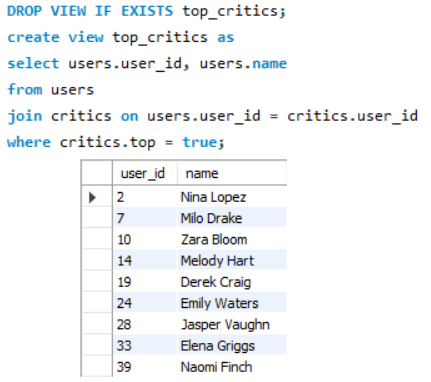 DROP VIEW IF EXISTS top_critics;
create view top_critics as
select users.user_id, users.name
from users
join critics on users.user_id = critics.user_id
where critics.top = true;
user_id name
2 Nina Lopez
7 Milo Drake
10 Zara Bloom
14 Melody Hart
19 Derek Craig
24 Emily Waters
28 Jasper Vaughn
33 Elena Griggs
39 Naomi Finch